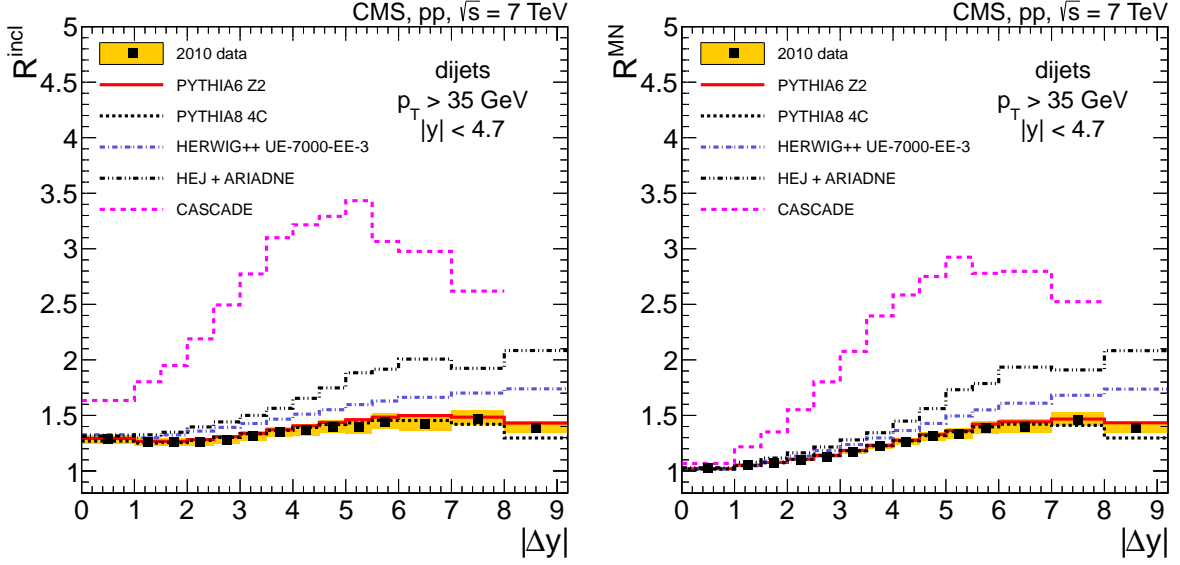 CMS, pp, √s = 7 TeV
R^incl
5
4.5
4
3.5
3
2.5
2
1.5
1
2010 data
PYTHIA6 Z2
PYTHIA8 4C
HERWIG++ UE-7000-EE-3
HEJ + ARIADNE
CASCADE
dijets
p_T > 35 GeV
|y| < 4.7
0 1 2 3 4 5 6 7 8 9
|Δy|
CMS, pp, √s = 7 TeV
R^MN
5
4.5
4
3.5
3
2.5
2
1.5
1
2010 data
PYTHIA6 Z2
PYTHIA8 4C
HERWIG++ UE-7000-EE-3
HEJ + ARIADNE
CASCADE
dijets
p_T > 35 GeV
|y| < 4.7
0 1 2 3 4 5 6 7 8 9
|Δy|